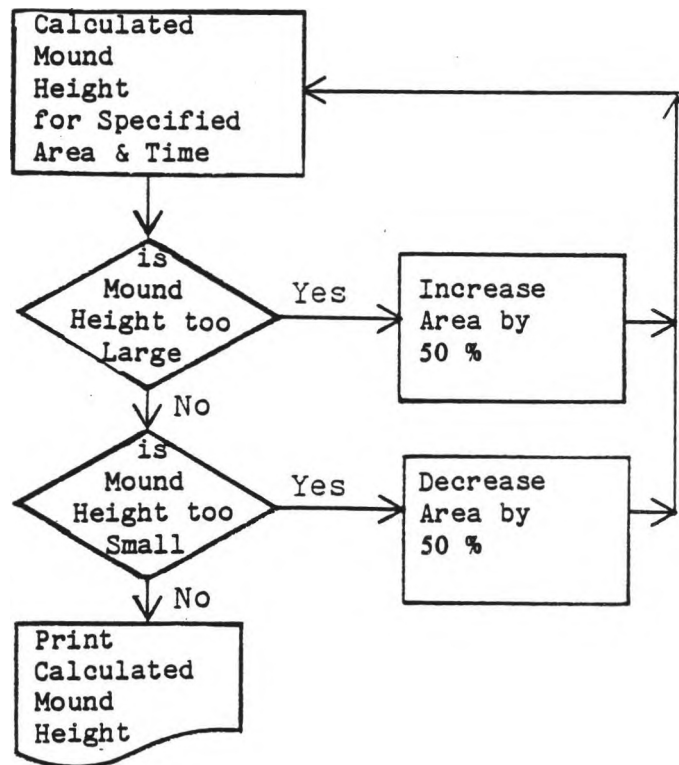 Calculated
Mound
Height
for Specified
Area & Time
is
Mound
Height too
Large
Yes
Increase
Area by
50 %
No
is
Mound
Height too
Small
Yes
Decrease
Area by
50 %
No
Print
Calculated
Mound
Height